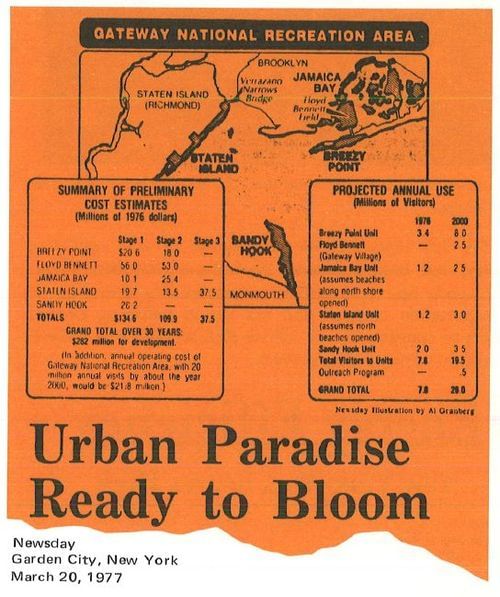 GATEWAY NATIONAL RECREATION AREA
BROOKLYN
STATEN ISLAND
(RICHMOND)
Verrazano
Narrows
Bridge
JAMAICA
BAY
Floyd
Bennett
Field
STATEN
ISLAND
BREEZY
POINT
SANDY
HOOK
MONMOUTH
SUMMARY OF PRELIMINARY
COST ESTIMATES
(Millions of 1976 dollars)
Stage 1 Stage 2 Stage 3
BREEZY POINT $20 6 18 0
FLOYD BENNETT 56 0 53 0
JAMAICA BAY 10 1 25 4
STATEN ISLAND 19 7 13.5 37.5
SANDY HOOK 26 2 —
TOTALS $134 6 109.9 37.5
GRAND TOTAL OVER 30 YEARS:
$282 million for development.
(In addition, annual operating cost of
Gateway National Recreation Area, with 20
million annual visits by about the year
2000, would be $21.8 million)
PROJECTED ANNUAL USE
(Millions of Visitors)
1976 2000
Breezy Point Unit 3.4 8 0
Floyd Bennett — 2 5
(Gateway Village)
Jamaica Bay Unit 1.2 2 5
(assumes beaches
along north shore
opened)
Staten Island Unit 1.2 3 0
(assumes north
beaches opened)
Sandy Hook Unit 2 0 3 5
Total Visitors to Units 7.8 19.5
Outreach Program — .5
GRAND TOTAL 7.8 20.0
Newsday Illustration by Al Granberg
Urban Paradise
Ready to Bloom
Newsday
Garden City, New York
March 20, 1977